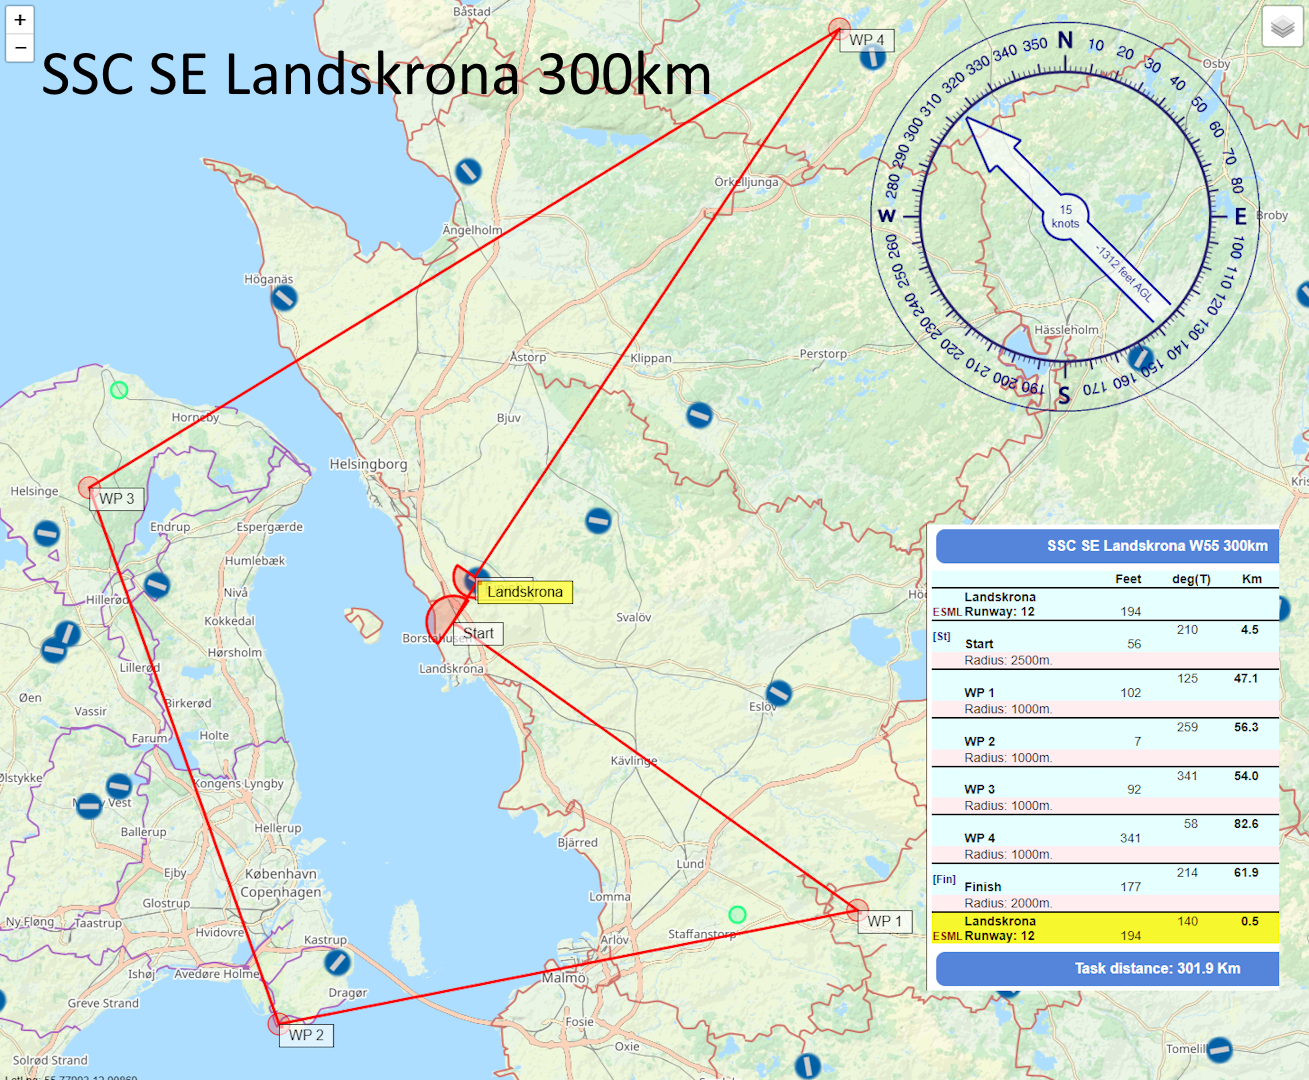 +
−
SSC SE Landskrona 300km
Båstad
WP 4
Osby
Örkelljunga
Ängelholm
Broby
Höganäs
Hässleholm
Åstorp
Klippan
Perstorp
Horneby
Bjuv
Helsingborg
Helsinge
WP 3
Endrup
Espergærde
Humlebæk
Hillerød
Nivå
Kokkedal
Landskrona
Svalöv
Start
Borstahusen
Hørsholm
Lillerød
Landskrona
Øen
Vassir
Birkerød
Eslöv
Farum
Holte
Kävlinge
Ølstykke
Kongens Lyngby
Vest
Ballerup
Hellerup
Bjärred
Ejby
København
Copenhagen
Lund
Glostrup
Lomma
Ny Fløng
Taastrup
Hvidovre
Kastrup
Arlöv
Staffanstorp
WP 1
Ishøj
Avedøre Holme
Malmö
Greve Strand
Dragør
WP 2
Fosie
Oxie
Solrød Strand
Tomelil
N
10
20
30
40
50
60
70
80
E
100
110
120
130
140
150
160
170
S
190
200
210
220
230
240
250
260
W
280
290
300
310
320
330
340
350
15
knots
-1312 feet AGL
SSC SE Landskrona W55 300km
Feet deg(T) Km
Landskrona
ESML Runway: 12 194
210 4.5
[St] Start 56
Radius: 2500m.
125 47.1
WP 1 102
Radius: 1000m.
259 56.3
WP 2 7
Radius: 1000m.
341 54.0
WP 3 92
Radius: 1000m.
58 82.6
WP 4 341
Radius: 1000m.
214 61.9
[Fin] Finish 177
Radius: 2000m.
Landskrona 140 0.5
ESML Runway: 12 194
Task distance: 301.9 Km